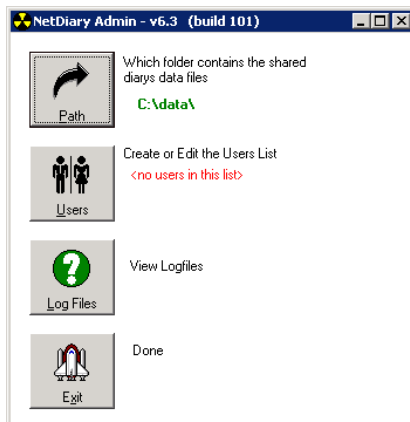 NetDiary Admin - v6.3 (build 101)
Which folder contains the shared
diarys data files
C:\data\
Path
Create or Edit the Users List
<no users in this list>
Users
View Logfiles
Log Files
Done
Exit